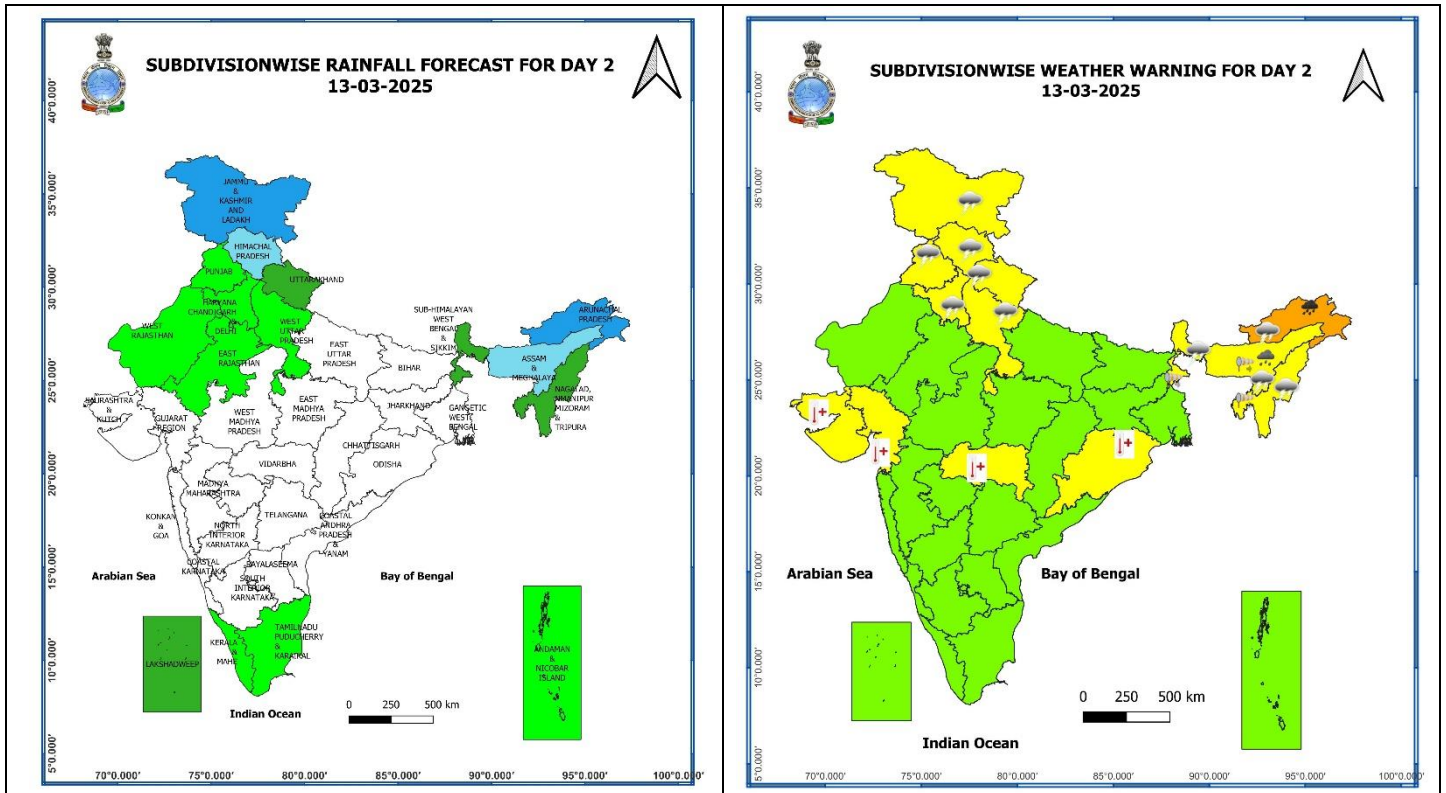 SUBDIVISIONWISE RAINFALL FORECAST FOR DAY 2
13-03-2025
40°0.000'
35°0.000'
30°0.000'
25°0.000'
20°0.000'
15°0.000'
10°0.000'
5°0.000'
JAMMU
&
KASHMIR
AND
LADAKH
HIMACHAL
PRADESH
PUNJAB
UTTARAKHAND
HARYANA
CHANDIGARH
&
DELHI
WEST
RAJASTHAN
WEST
UTTAR
PRADESH
EAST
RAJASTHAN
EAST
UTTAR
PRADESH
SUB-HIMALAYAN
WEST
BENGAL
&
SIKKIM
ARUNACHAL
PRADESH
ASSAM
&
MEGHALAYA
BIHAR
NAGALAD,
MANIPUR
MIZORAM
&
TRIPURA
SAURASHTRA
&
KUTCH
GUJARAT
REGION
WEST
MADHYA
PRADESH
EAST
MADHYA
PRADESH
JHARKHAND
GANGETIC
WEST
BENGAL
CHHATTISGARH
ODISHA
VIDARBHA
MADHYA
MAHARASHTRA
KONKAN
&
GOA
TELANGANA
COASTAL
ANDHRA
PRADESH
&
YANAM
NORTH
INTERIOR
KARNATAKA
COASTAL
KARNATAKA
RAYALASEEMA
SOUTH
INTERIOR
KARNATAKA
Arabian Sea
Bay of Bengal
TAMILNADU
PUDUCHERRY
&
KARAIKAL
KERALA
&
MAHE
LAKSHADWEEP
ANDAMAN
&
NICOBAR
ISLAND
0 250 500 km
Indian Ocean
70°0.000' 75°0.000' 80°0.000' 85°0.000' 90°0.000' 95°0.000' 100°0.000'
SUBDIVISIONWISE WEATHER WARNING FOR DAY 2
13-03-2025
40°0.000'
35°0.000'
30°0.000'
25°0.000'
20°0.000'
15°0.000'
10°0.000'
5°0.000'
Arabian Sea
Bay of Bengal
0 250 500 km
Indian Ocean
70°0.000' 75°0.000' 80°0.000' 85°0.000' 90°0.000' 95°0.000' 100°0.000'